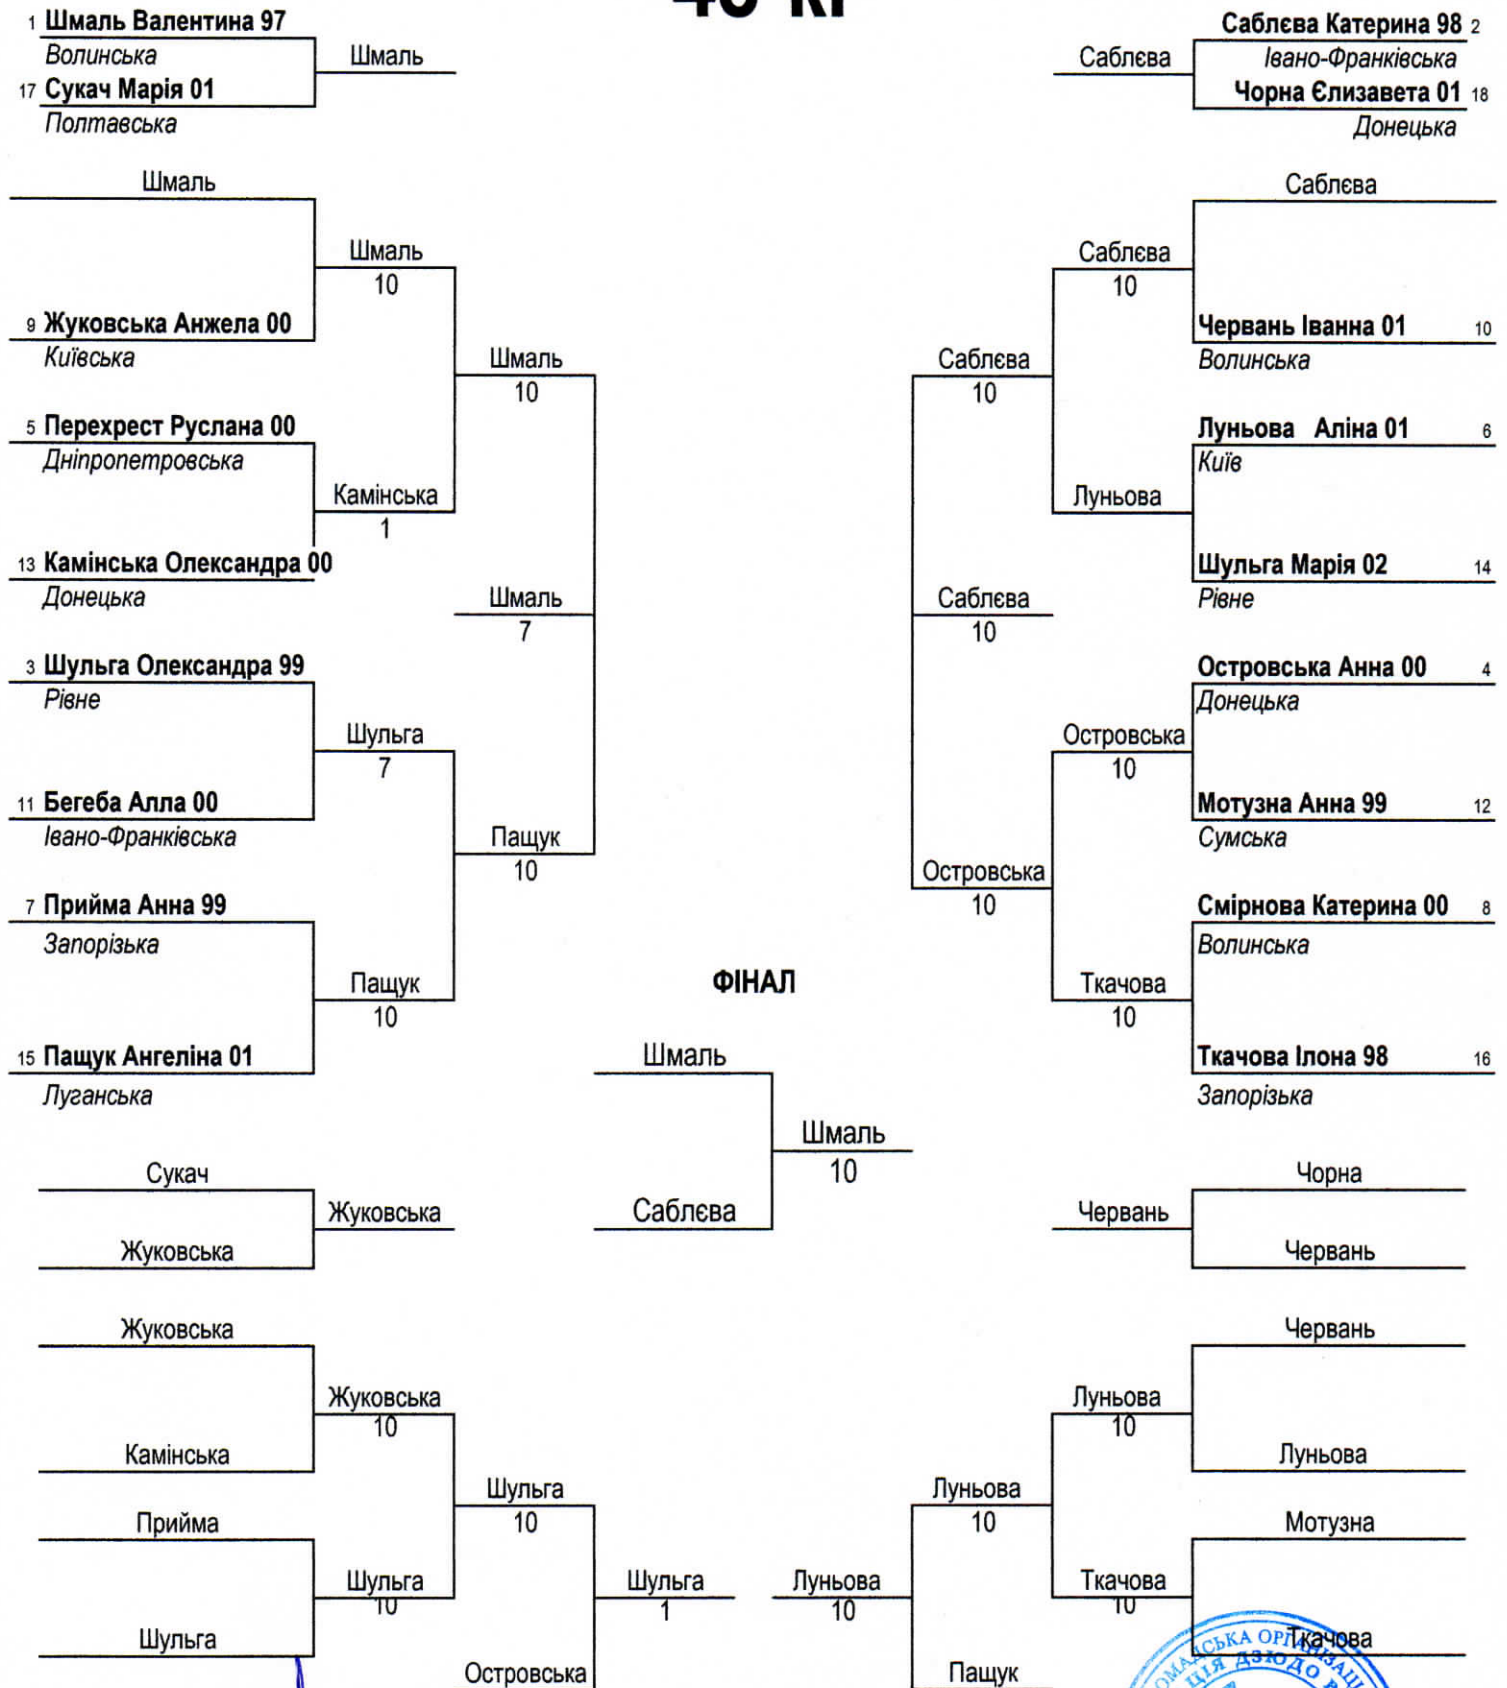 1 Шмаль Валентина 97
Волинська
17 Сукач Марія 01
Полтавська
Шмаль
Саблєва Катерина 98 2
Івано-Франківська
Чорна Єлизавета 01 18
Донецька
Саблєва
Шмаль
Шмаль
10
9 Жуковська Анжела 00
Київська
Шмаль
10
5 Перехрест Руслана 00
Дніпропетровська
Камінська
1
13 Камінська Олександра 00
Донецька
Шмаль
7
3 Шульга Олександра 99
Рівне
Шульга
7
11 Бегеба Алла 00
Івано-Франківська
Пащук
10
7 Прийма Анна 99
Запорізька
Пащук
10
15 Пащук Ангеліна 01
Луганська
Саблєва
Саблєва
10
Червань Іванна 01 10
Волинська
Саблєва
10
Луньова Аліна 01 6
Київ
Луньова
Шульга Марія 02 14
Рівне
Саблєва
10
Островська Анна 00 4
Донецька
Островська
10
Мотузна Анна 99 12
Сумська
Островська
10
Смірнова Катерина 00 8
Волинська
Ткачова
10
Ткачова Ілона 98 16
Запорізька
ФІНАЛ
Шмаль
Шмаль
10
Саблєва
Сукач
Жуковська
Жуковська
Жуковська
Жуковська
10
Камінська
Шульга
10
Прийма
Шульга
10
Шульга
Шульга
1
Островська
Чорна
Червань
Червань
Червань
Луньова
10
Луньова
Луньова
10
Мотузна
Ткачова
10
Ткачова
Луньова
10
Пащук